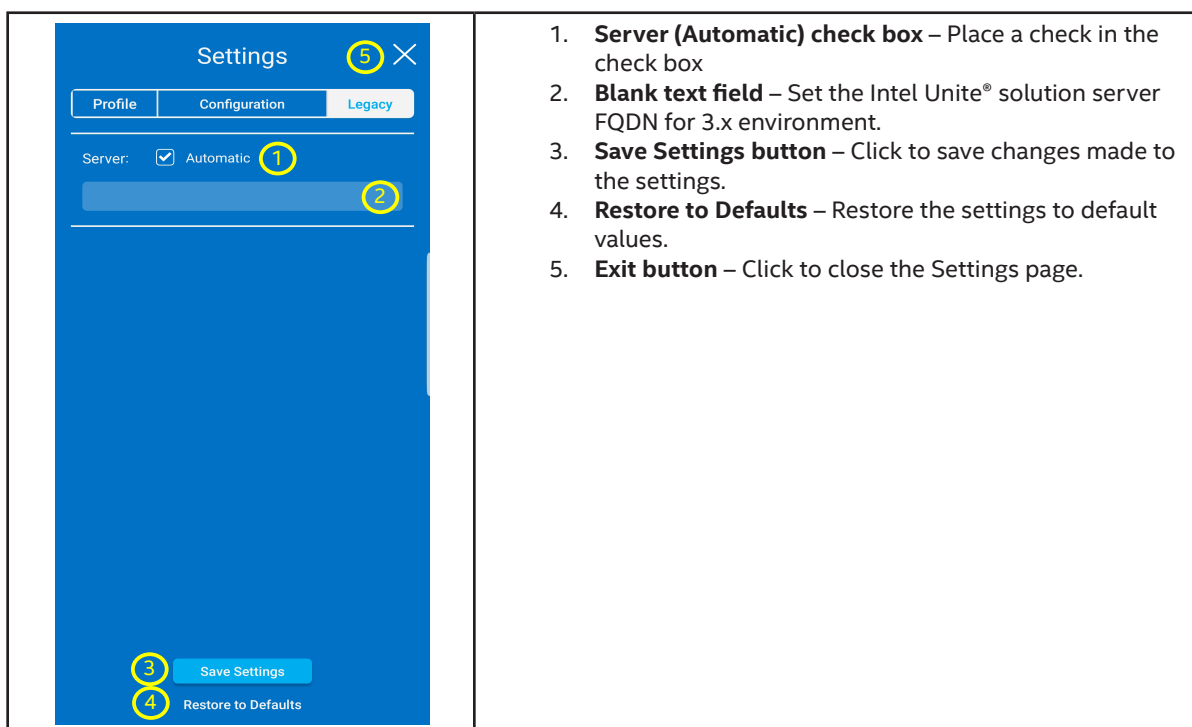 Settings
5
Profile
Configuration
Legacy
Server:
Automatic
1
2
3
Save Settings
4
Restore to Defaults
1. Server (Automatic) check box – Place a check in the
check box
2. Blank text field – Set the Intel Unite® solution server
FQDN for 3.x environment.
3. Save Settings button – Click to save changes made to
the settings.
4. Restore to Defaults – Restore the settings to default
values.
5. Exit button – Click to close the Settings page.